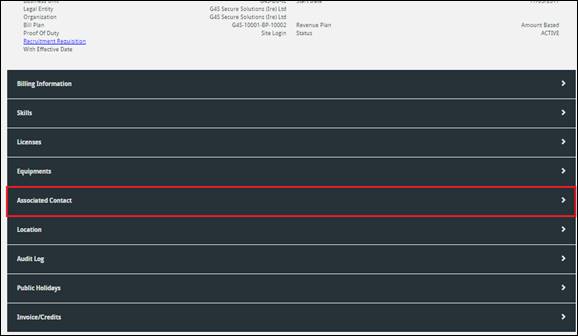 Legal Entity G4S Secure Solutions (Ire) Ltd
Organization G4S Secure Solutions (Ire) Ltd
Bill Plan G4S-10001-BP-10002 Revenue Plan Amount Based
Proof Of Duty Site Login Status ACTIVE
Recruitment Requisition
With Effective Date
Billing Information
Skills
Licenses
Equipments
Associated Contact
Location
Audit Log
Public Holidays
Invoice/Credits